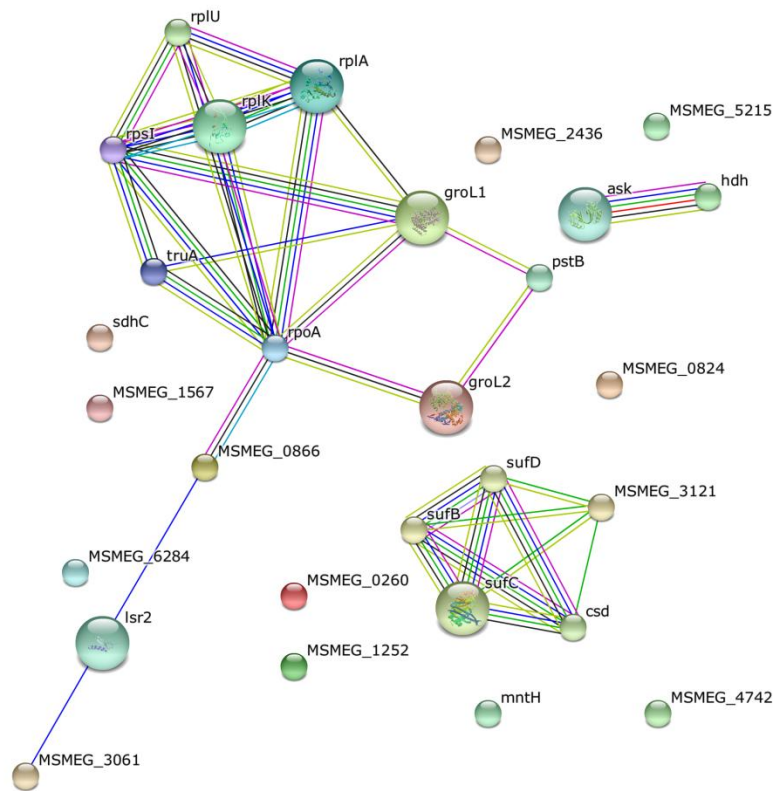 rplU
rplA
rplK
rpsI
MSMEG_5215
MSMEG_2436
hdh
ask
groL1
truA
pstB
sdhC
rpoA
groL2
MSMEG_0824
MSMEG_1567
MSMEG_0866
sufD
MSMEG_3121
sufB
MSMEG_6284
MSMEG_0260
sufC
csd
lsr2
MSMEG_1252
mntH
MSMEG_4742
MSMEG_3061